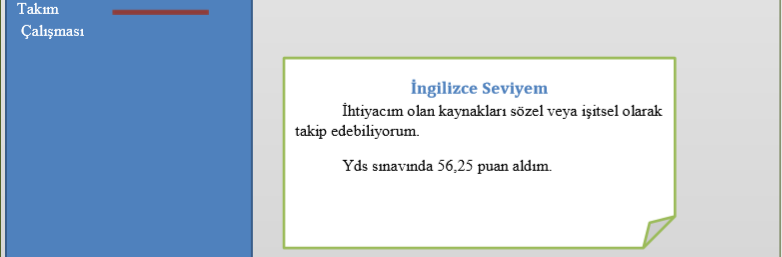 Takım
Çalışması
İngilizce Seviyem
İhtiyacım olan kaynakları sözel veya işitsel olarak
takip edebiliyorum.
Yds sınavında 56,25 puan aldım.